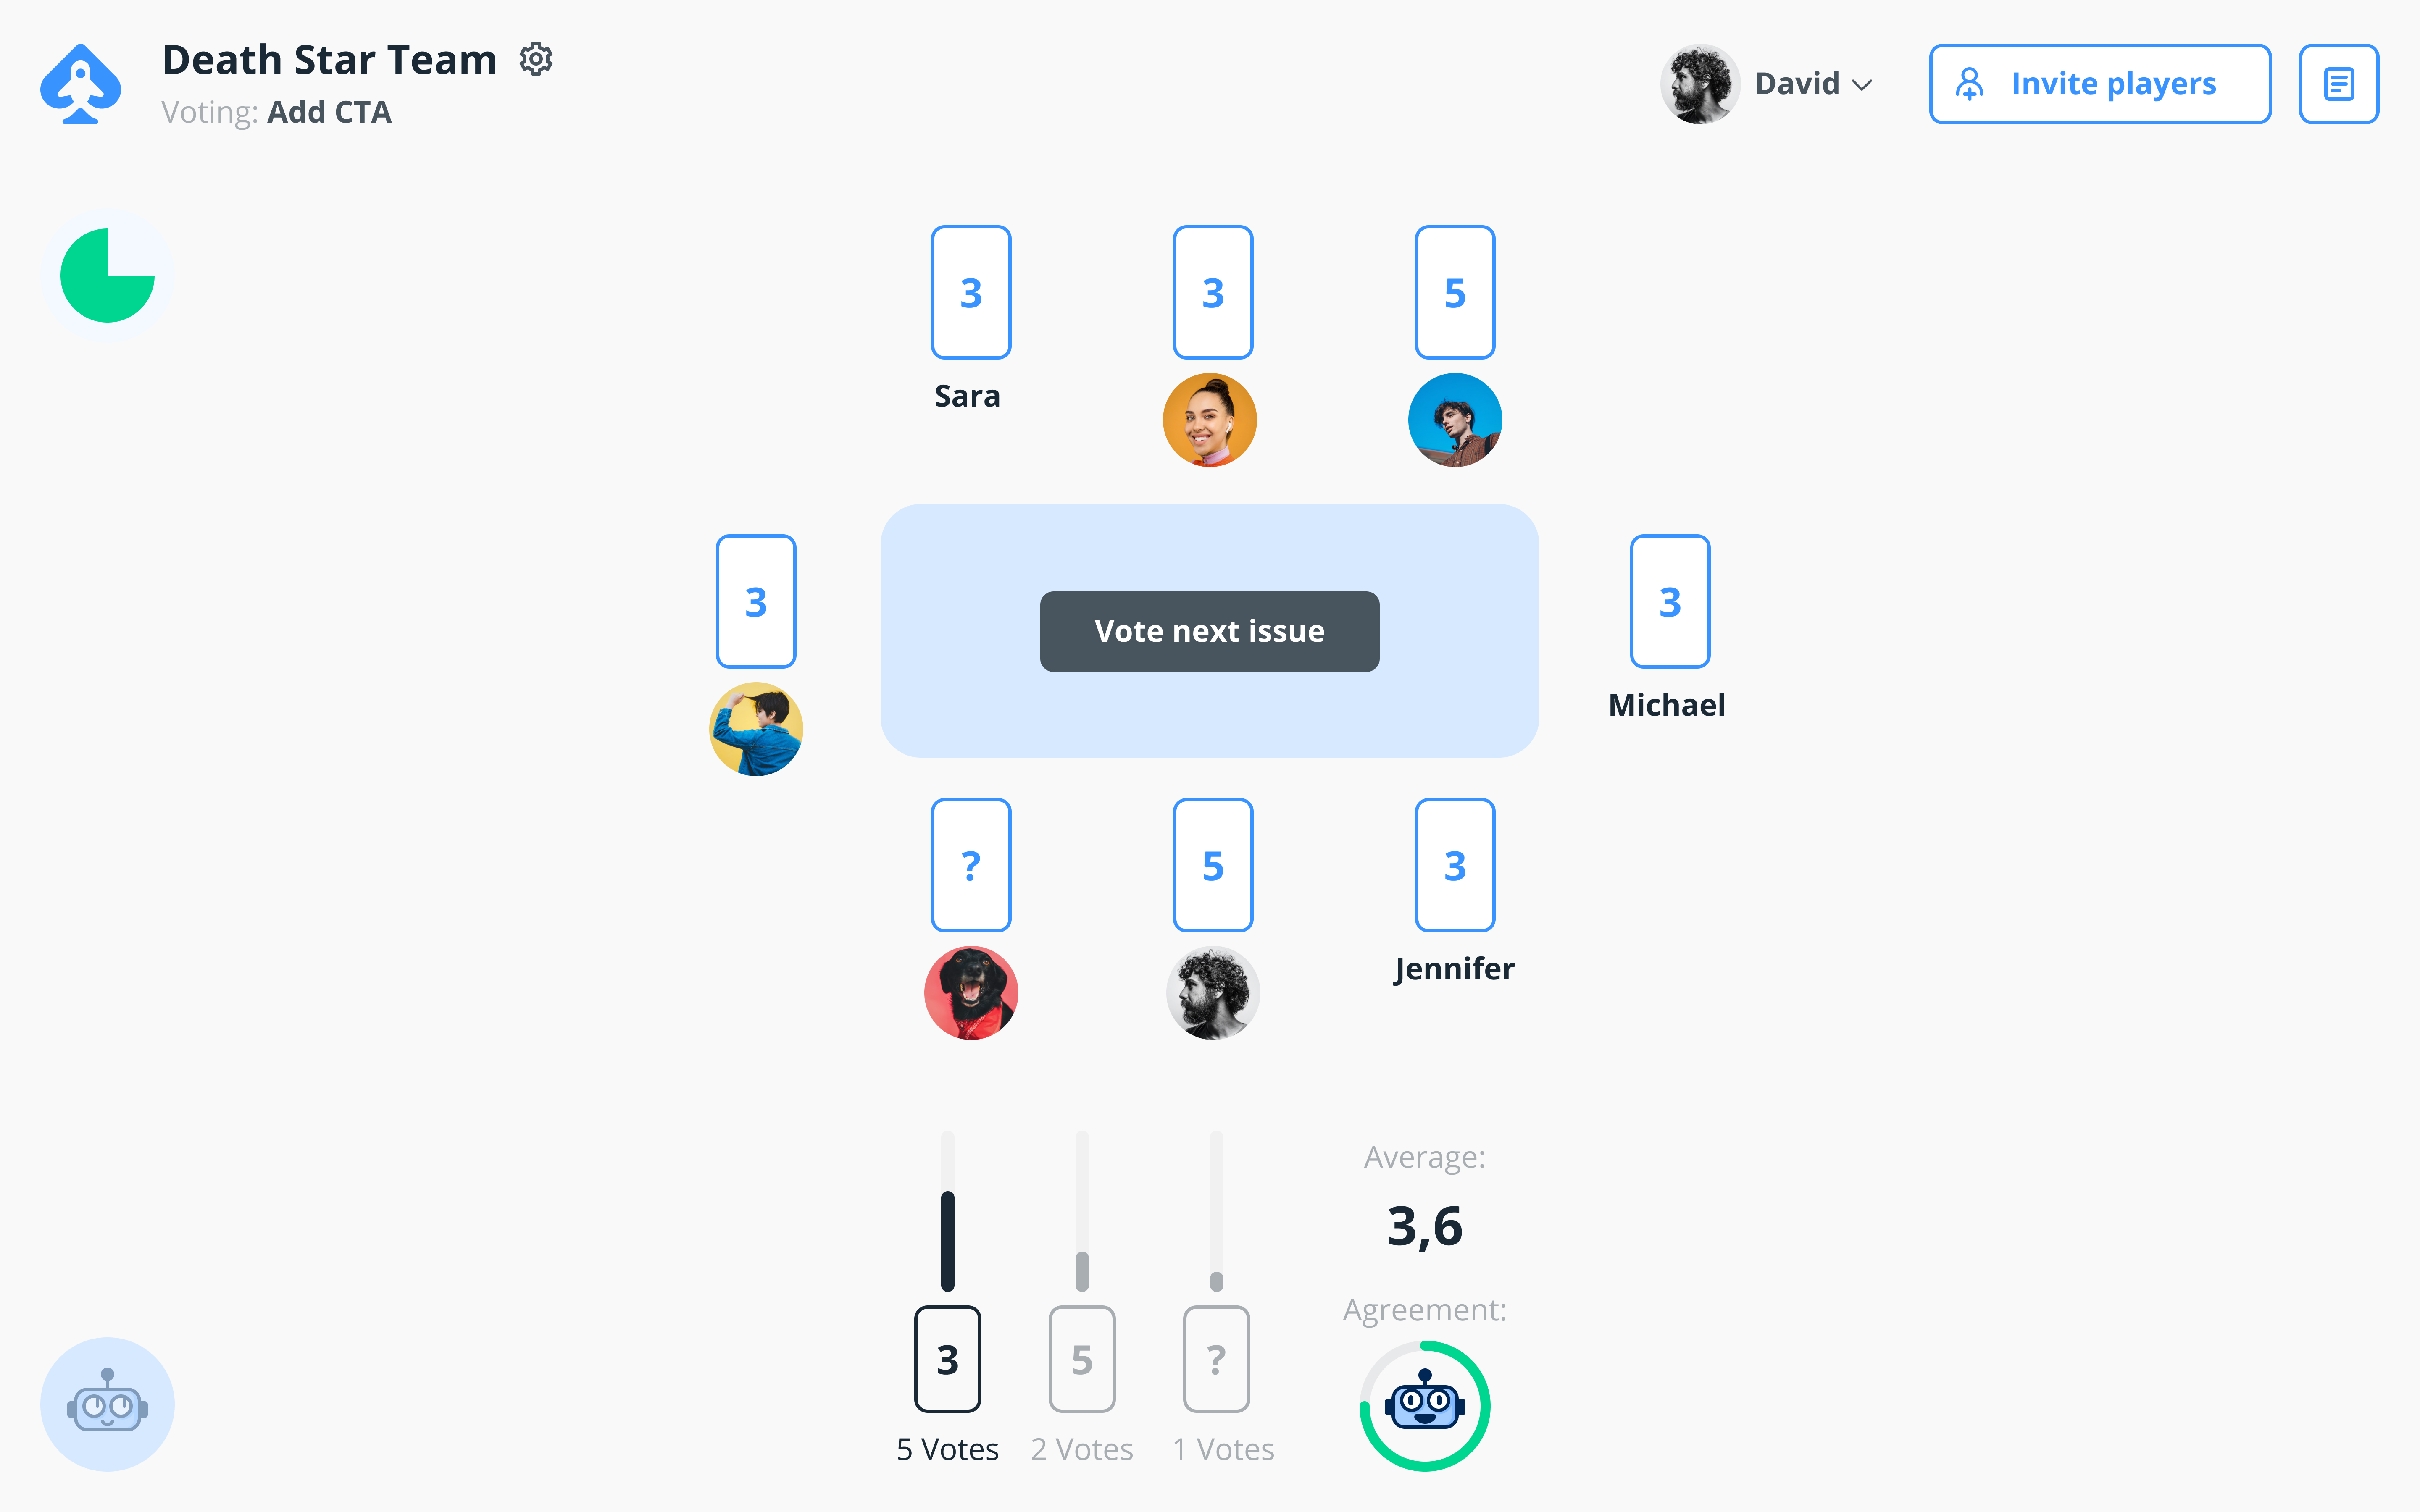 Death Star Team
Voting: Add CTA
David
Invite players
3
3
5
Sara
3
Vote next issue
3
Michael
?
5
3
Jennifer
Average:
3,6
Agreement:
3
5
?
5 Votes
2 Votes
1 Votes